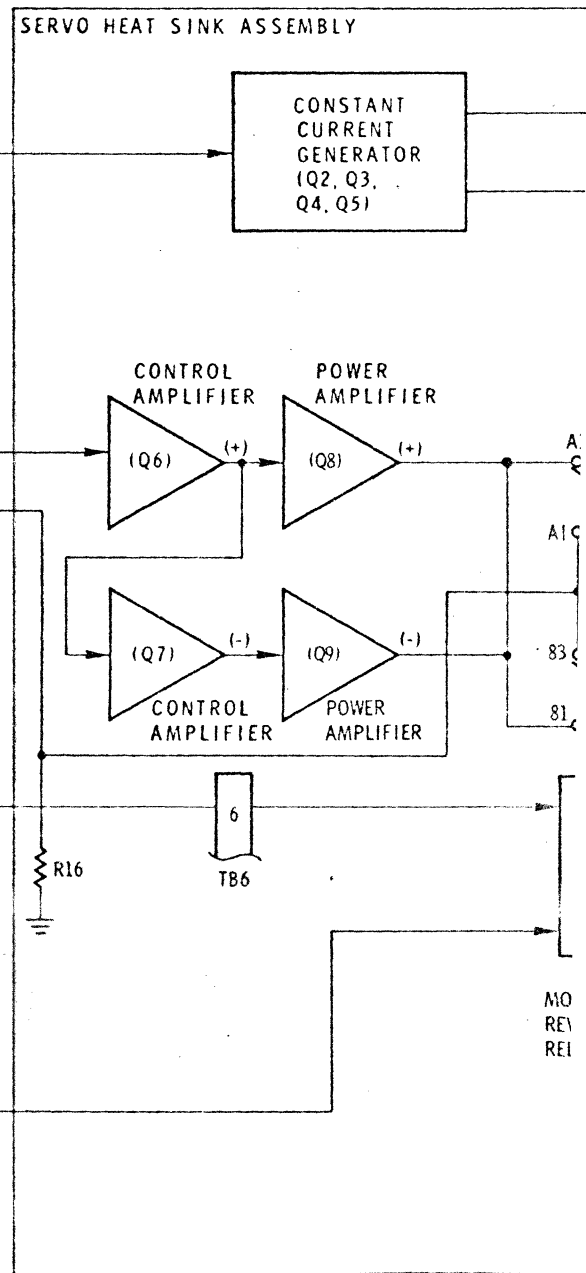 SERVO HEAT SINK ASSEMBLY
CONSTANT
CURRENT
GENERATOR
(Q2, Q3,
Q4, Q5)
CONTROL
AMPLIFIER
POWER
AMPLIFIER
(Q6)
(+)
(Q8)
(+)
A1
(Q7)
(-)
(Q9)
(-)
83
81
CONTROL
AMPLIFIER
POWER
AMPLIFIER
6
TB6
R16